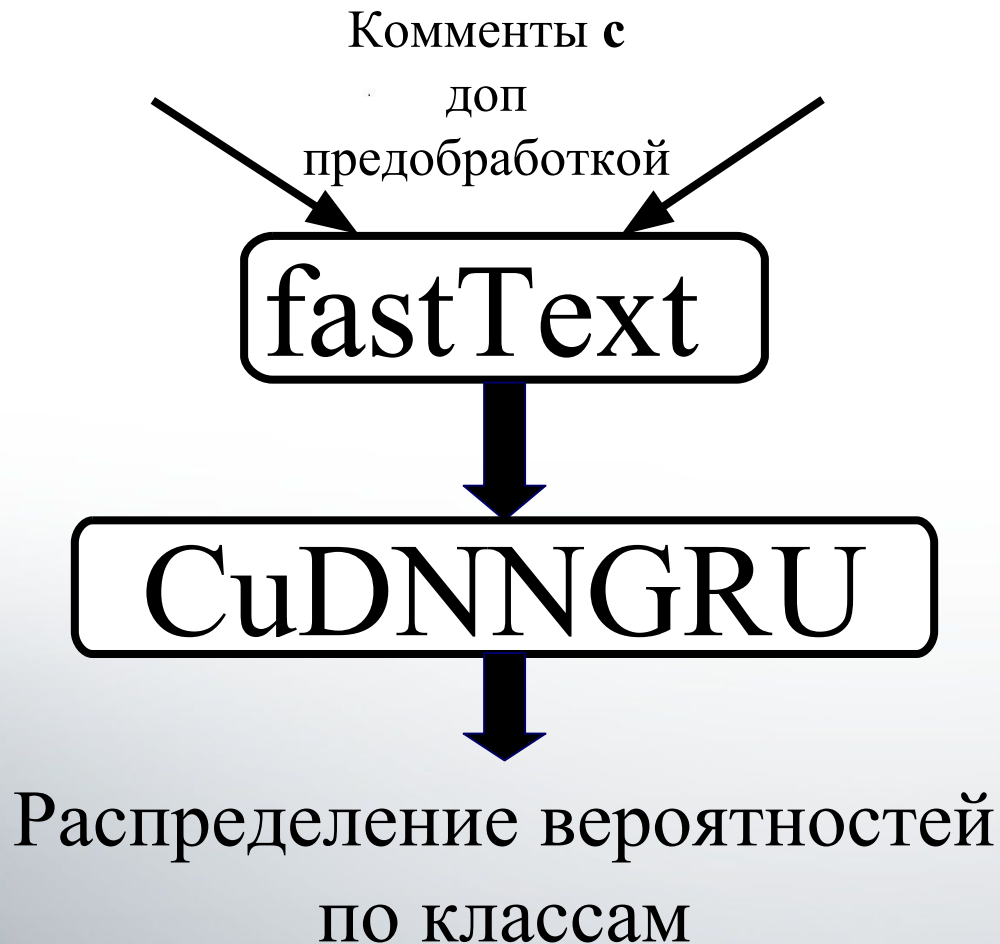 Комменты с
доп
предобработкой
fastText
CuDNNGRU
Распределение вероятностей
по классам